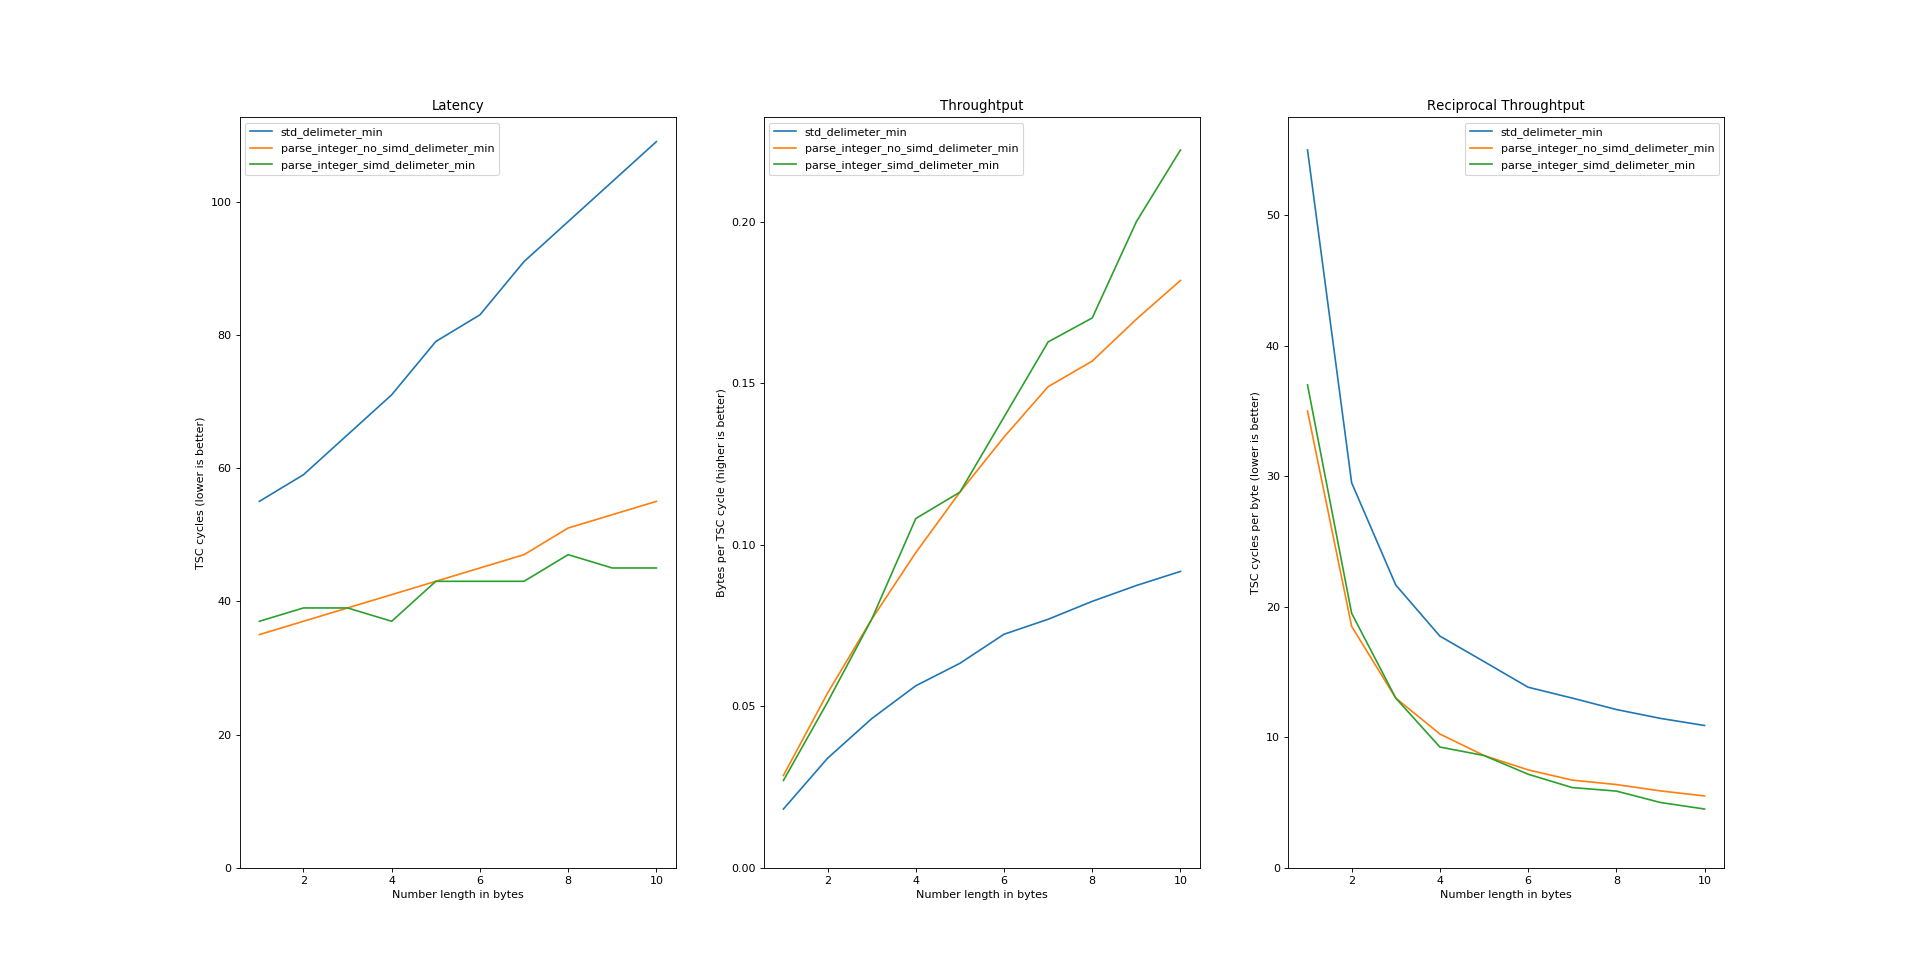 Latency
std_delimeter_min
parse_integer_no_simd_delimeter_min
parse_integer_simd_delimeter_min
TSC cycles (lower is better)
100
80
60
40
20
0
2 4 6 8 10
Number length in bytes
Throughtput
std_delimeter_min
parse_integer_no_simd_delimeter_min
parse_integer_simd_delimeter_min
Bytes per TSC cycle (higher is better)
0.20
0.15
0.10
0.05
0.00
2 4 6 8 10
Number length in bytes
Reciprocal Throughtput
std_delimeter_min
parse_integer_no_simd_delimeter_min
parse_integer_simd_delimeter_min
TSC cycles per byte (lower is better)
50
40
30
20
10
0
2 4 6 8 10
Number length in bytes